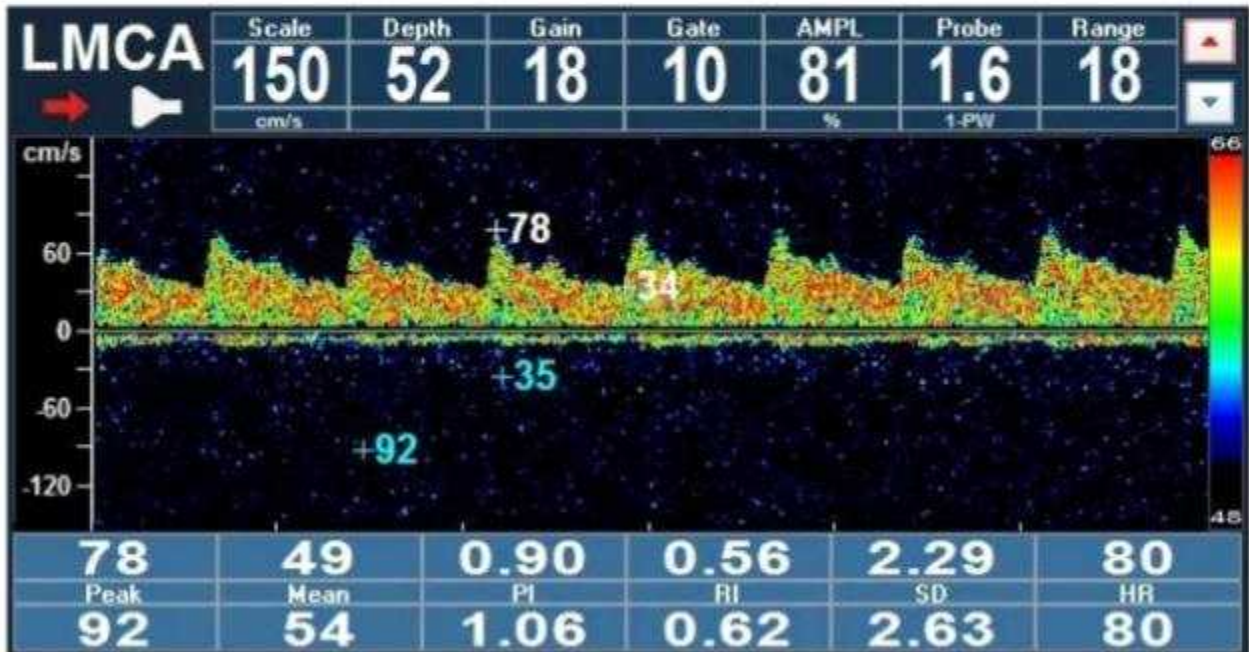 LMCA Scale Depth Gain Gate AMPL Probe Range
150 52 18 10 81 1.6 18
cm/s % 1-PW
cm/s 66
+78
60
34
0
+35
-60
+92
-120
48
78 49 0.90 0.56 2.29 80
Peak Mean PI RI SD HR
92 54 1.06 0.62 2.63 80